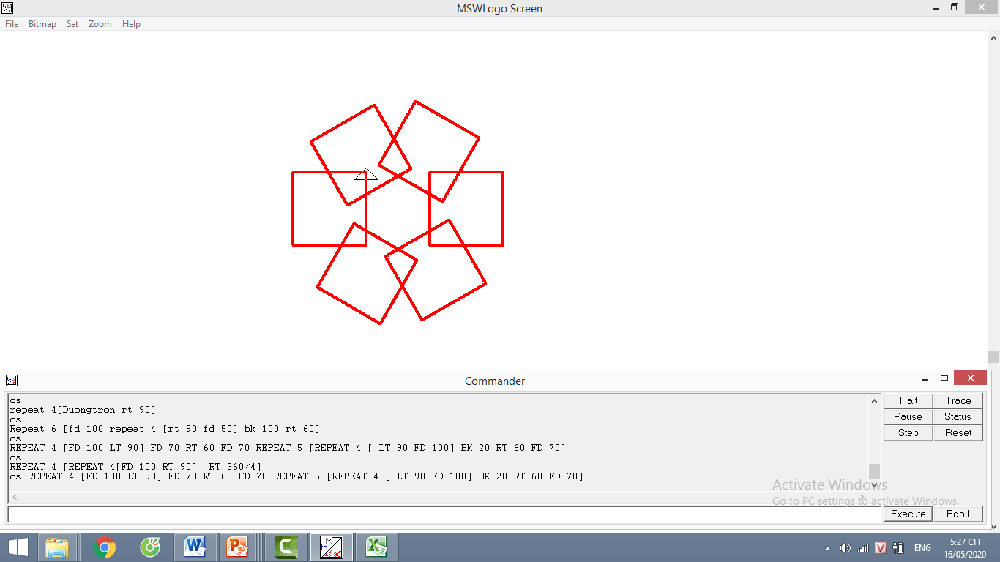 MSWLogo Screen
File Bitmap Set Zoom Help
Commander
cs
repeat 4[Duongtron rt 90]
cs
Repeat 6 [fd 100 repeat 4 [rt 90 fd 50] bk 100 rt 60]
cs
REPEAT 4 [FD 100 LT 90] FD 70 RT 60 FD 70 REPEAT 5 [REPEAT 4 [ LT 90 FD 100] BK 20 RT 60 FD 70]
cs
REPEAT 4 [REPEAT 4[FD 100 RT 90]  RT 360/4]
cs REPEAT 4 [FD 100 LT 90] FD 70 RT 60 FD 70 REPEAT 5 [REPEAT 4 [ LT 90 FD 100] BK 20 RT 60 FD 70]
Halt Trace
Pause Status
Step Reset
Activate Windows
Go to PC settings to activate Windows.
Execute Edall
ENG
5:27 CH
16/05/2020